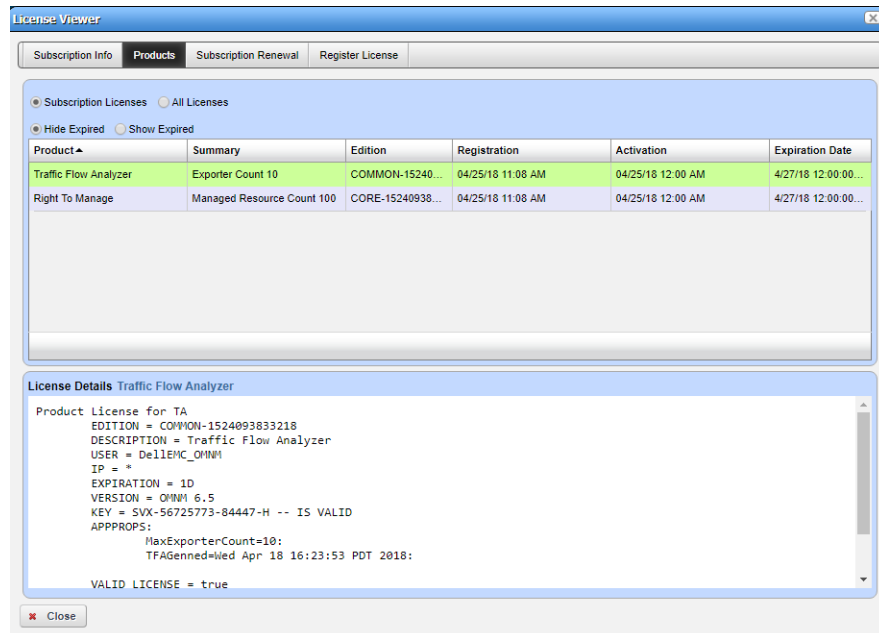 License Viewer
Subscription Info Products Subscription Renewal Register License
Subscription Licenses All Licenses
Hide Expired Show Expired
Product Summary Edition Registration Activation Expiration Date
Traffic Flow Analyzer Exporter Count 10 COMMON-15240... 04/25/18 11:08 AM 04/25/18 12:00 AM 4/27/18 12:00:00...
Right To Manage Managed Resource Count 100 CORE-15240938... 04/25/18 11:08 AM 04/25/18 12:00 AM 4/27/18 12:00:00...
License Details Traffic Flow Analyzer
Product License for TA
EDITION = COMMON-1524093833218
DESCRIPTION = Traffic Flow Analyzer
USER = DellEMC_OMNM
IP = *
EXPIRATION = 1D
VERSION = OMNM 6.5
KEY = SVX-56725773-84447-H -- IS VALID
APPPROPS:
MaxExporterCount=10:
TFAGenned=Wed Apr 18 16:23:53 PDT 2018:
VALID LICENSE = true
Close